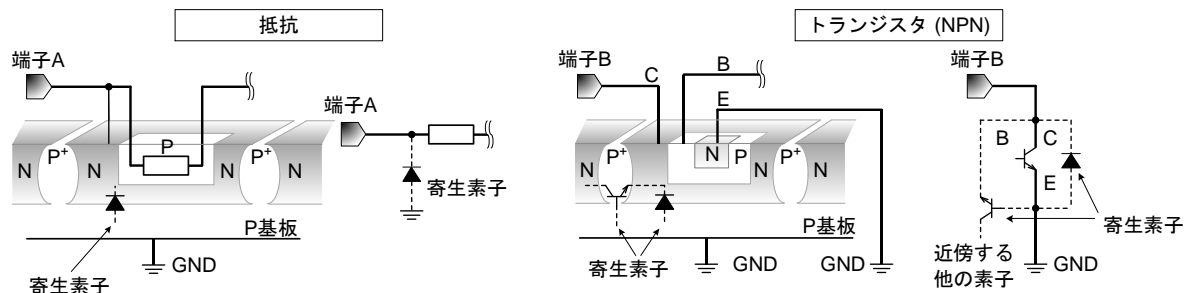 抵抗
トランジスタ (NPN)
端子A
端子A
P
N
P+
N
N
P+
N
寄生素子
P基板
GND
寄生素子
端子B
C
B
E
N
P+
N
N
P
N
P+
N
P基板
GND
GND
寄生素子
端子B
B
C
E
寄生素子
近傍する
他の素子
GND